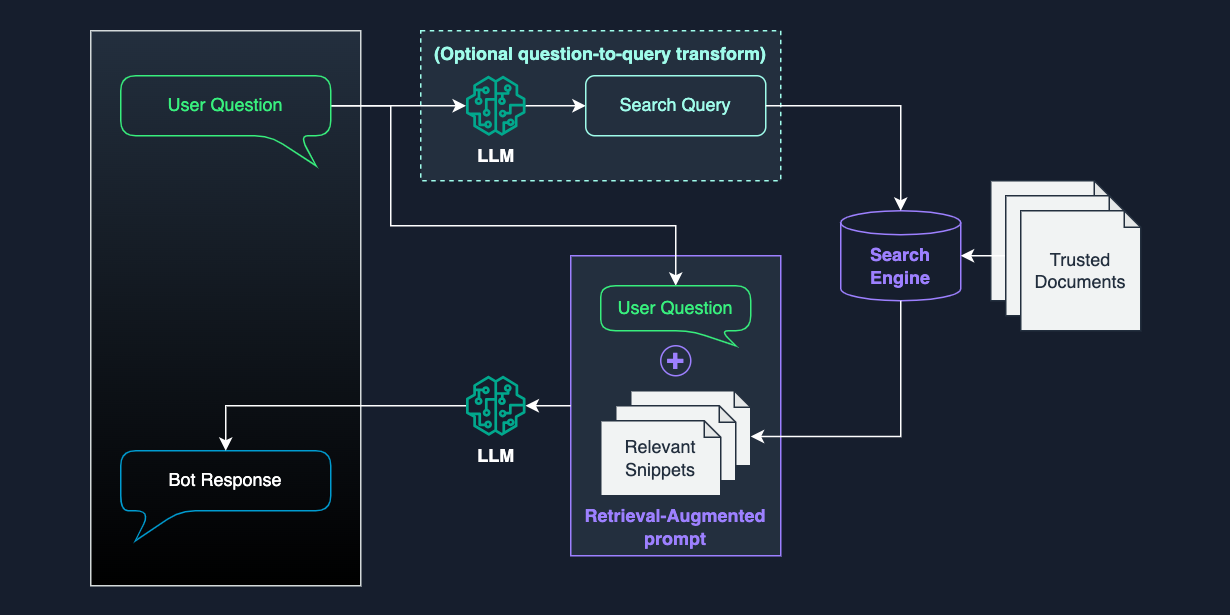 (Optional question-to-query transform)
User Question
Search Query
LLM
Search
Engine
Trusted
Documents
User Question
Relevant
Snippets
LLM
Bot Response
Retrieval-Augmented
prompt